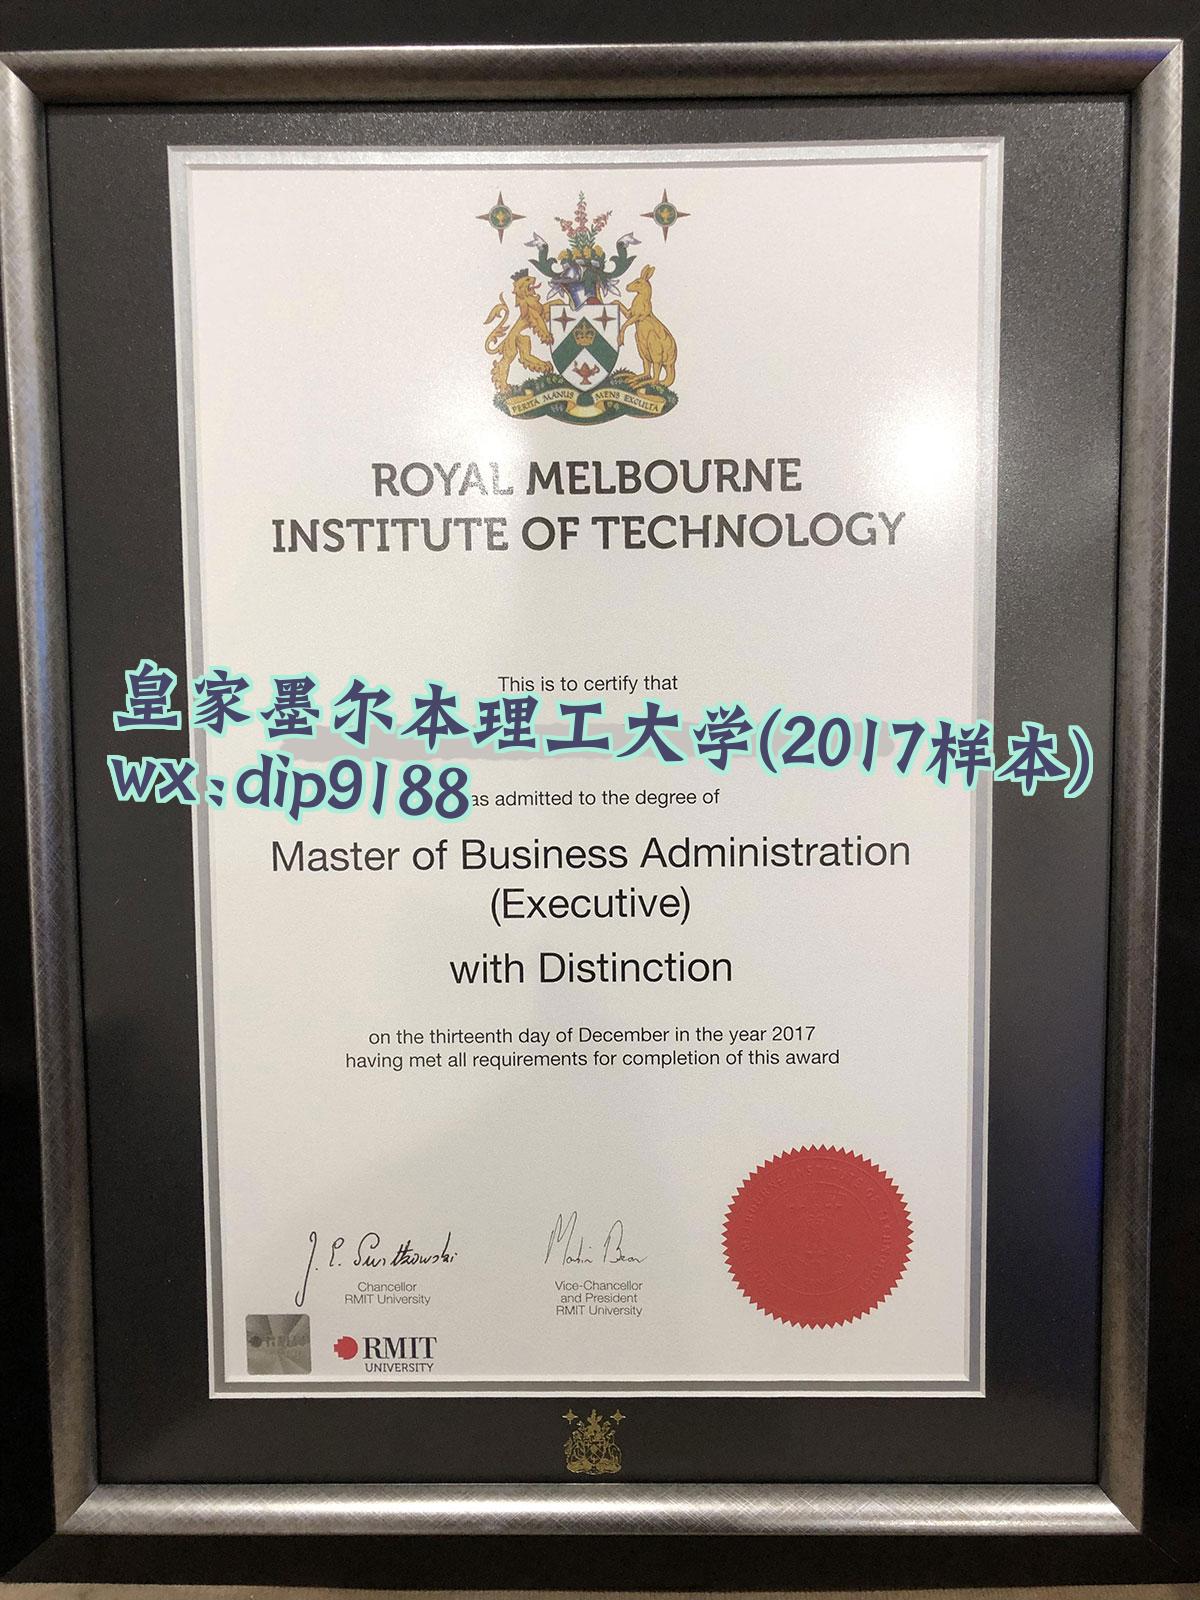 PERITA MANUS MENS EXCULTA
ROYAL MELBOURNE
INSTITUTE OF TECHNOLOGY
This is to certify that
皇家墨尔本理工大学(2017样本)
wx:dip9188
as admitted to the degree of
Master of Business Administration
(Executive)
with Distinction
on the thirteenth day of December in the year 2017
having met all requirements for completion of this award
Chancellor
RMIT University
Vice-Chancellor
and President
RMIT University
RMIT
UNIVERSITY